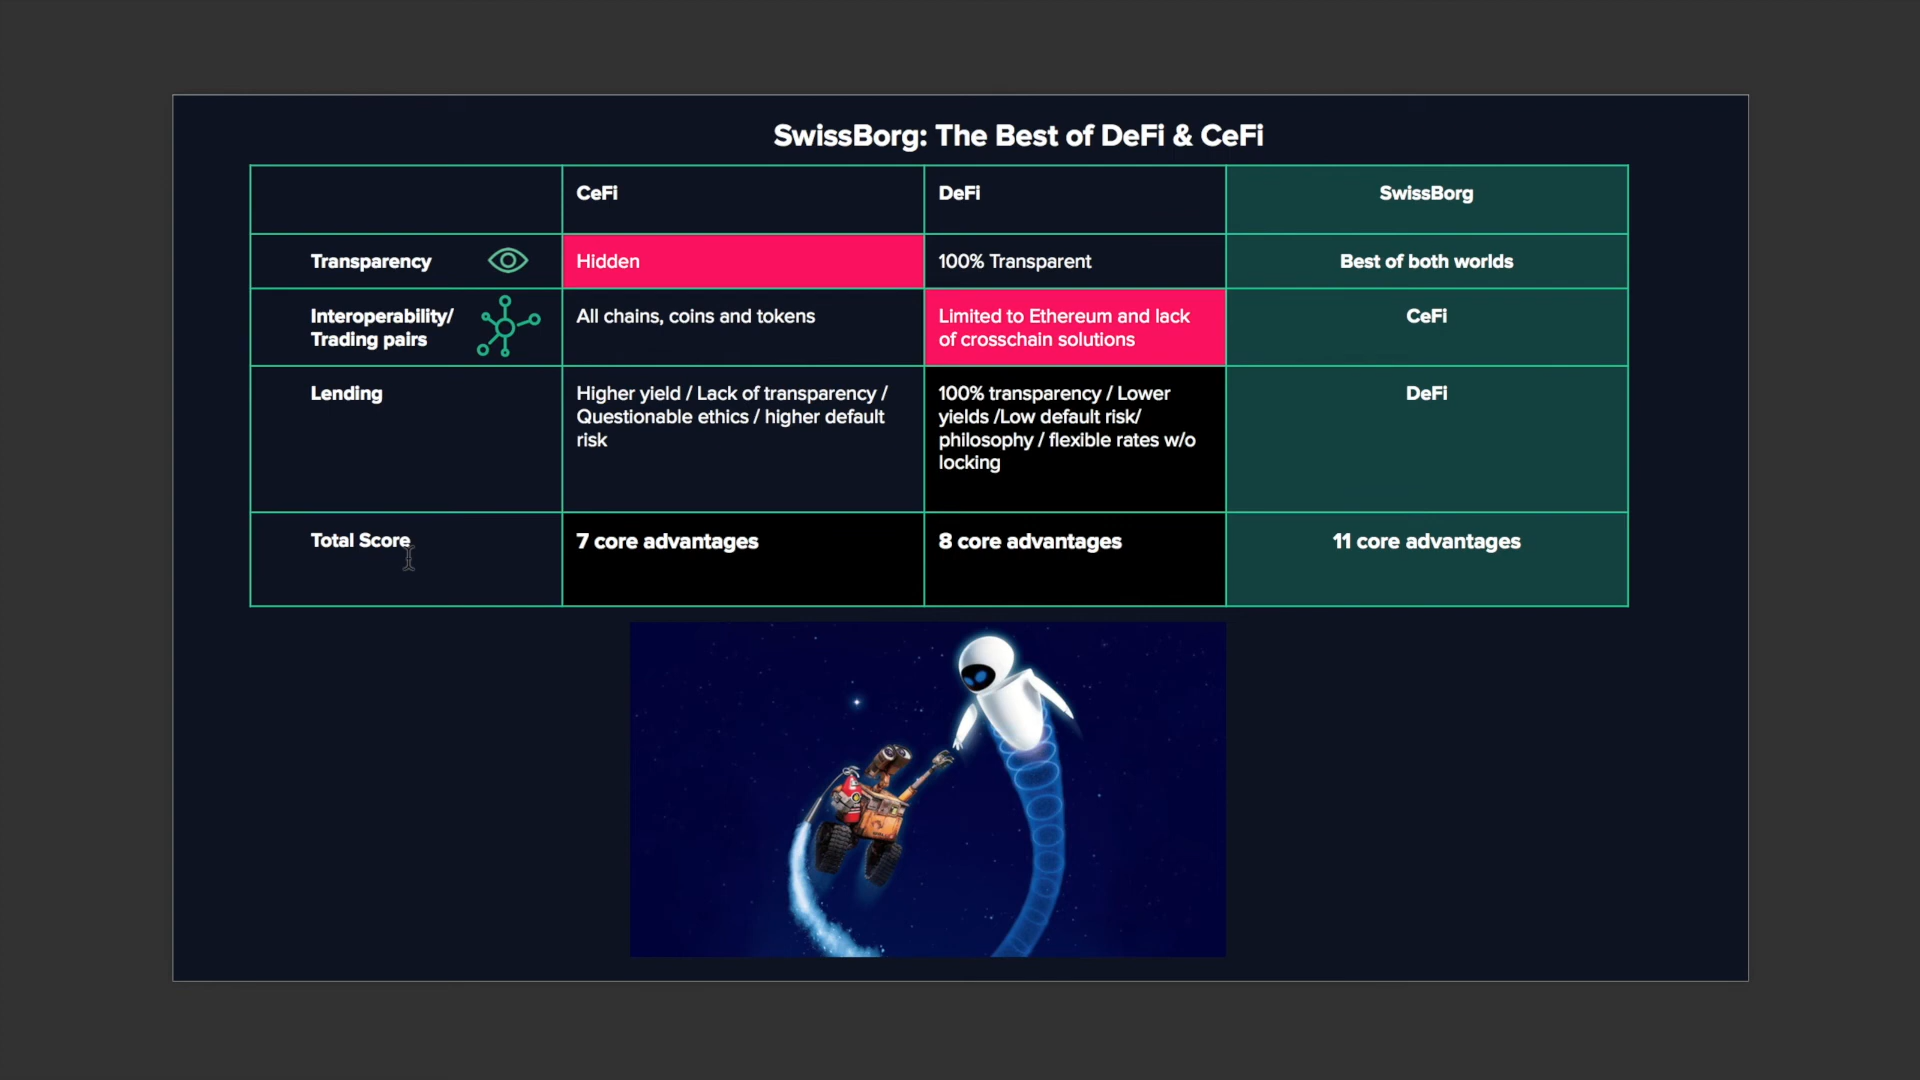 SwissBorg: The Best of DeFi & CeFi
CeFi
DeFi
SwissBorg
Transparency
Hidden
100% Transparent
Best of both worlds
Interoperability/
Trading pairs
All chains, coins and tokens
Limited to Ethereum and lack
of crosschain solutions
CeFi
Lending
Higher yield / Lack of transparency /
Questionable ethics / higher default
risk
100% transparency / Lower
yields /Low default risk/
philosophy / flexible rates w/o
locking
DeFi
Total Score
7 core advantages
8 core advantages
11 core advantages